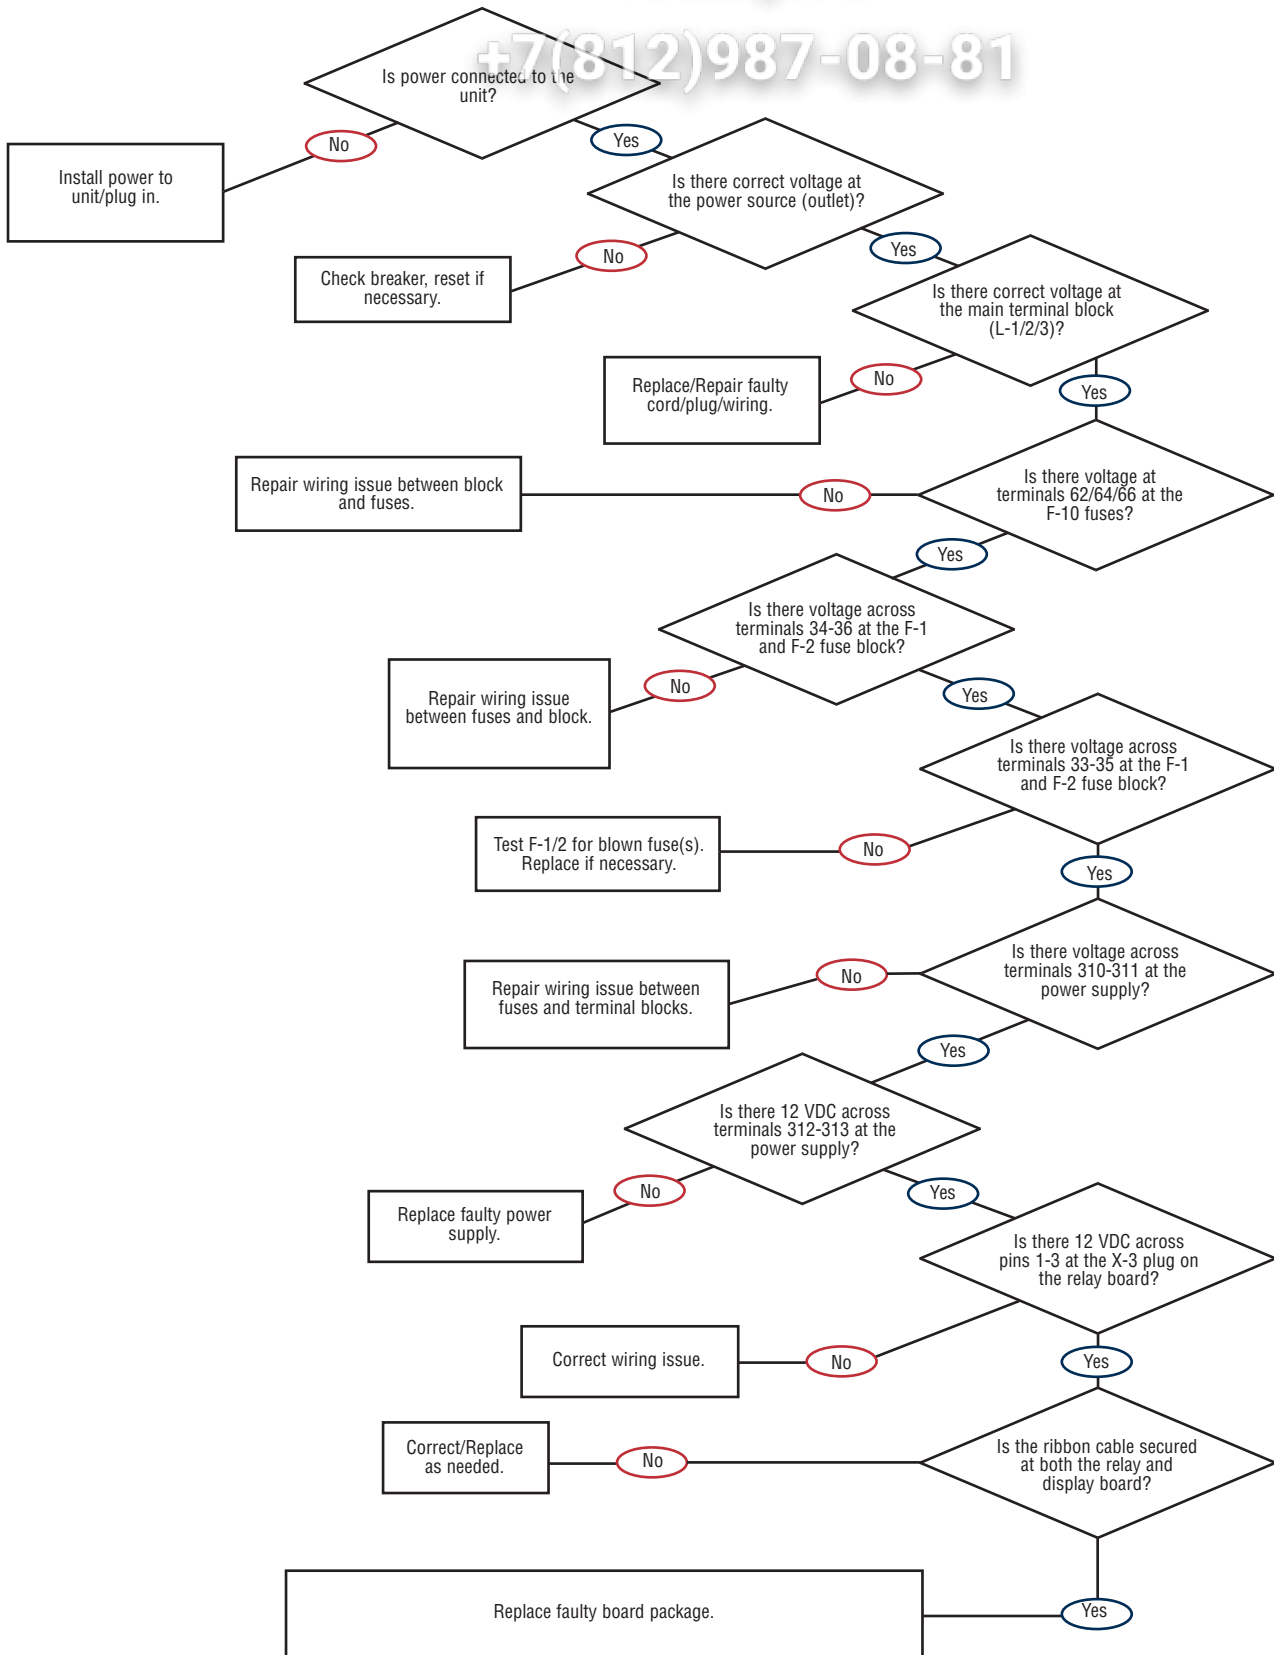 +7(812)987-08-81
Is power connected to the
unit?
No
Yes
Install power to
unit/plug in.
Is there correct voltage at
the power source (outlet)?
No
Yes
Check breaker, reset if
necessary.
Is there correct voltage at
the main terminal block
(L-1/2/3)?
No
Yes
Replace/Repair faulty
cord/plug/wiring.
Is there voltage at
terminals 62/64/66 at the
F-10 fuses?
No
Repair wiring issue between block
and fuses.
Yes
Is there voltage across
terminals 34-36 at the F-1
and F-2 fuse block?
No
Yes
Repair wiring issue
between fuses and block.
Is there voltage across
terminals 33-35 at the F-1
and F-2 fuse block?
No
Test F-1/2 for blown fuse(s).
Replace if necessary.
Yes
Is there voltage across
terminals 310-311 at the
power supply?
No
Repair wiring issue between
fuses and terminal blocks.
Yes
Is there 12 VDC across
terminals 312-313 at the
power supply?
No
Yes
Replace faulty power
supply.
Is there 12 VDC across
pins 1-3 at the X-3 plug on
the relay board?
No
Correct wiring issue.
Yes
Is the ribbon cable secured
at both the relay and
display board?
No
Correct/Replace
as needed.
Yes
Replace faulty board package.